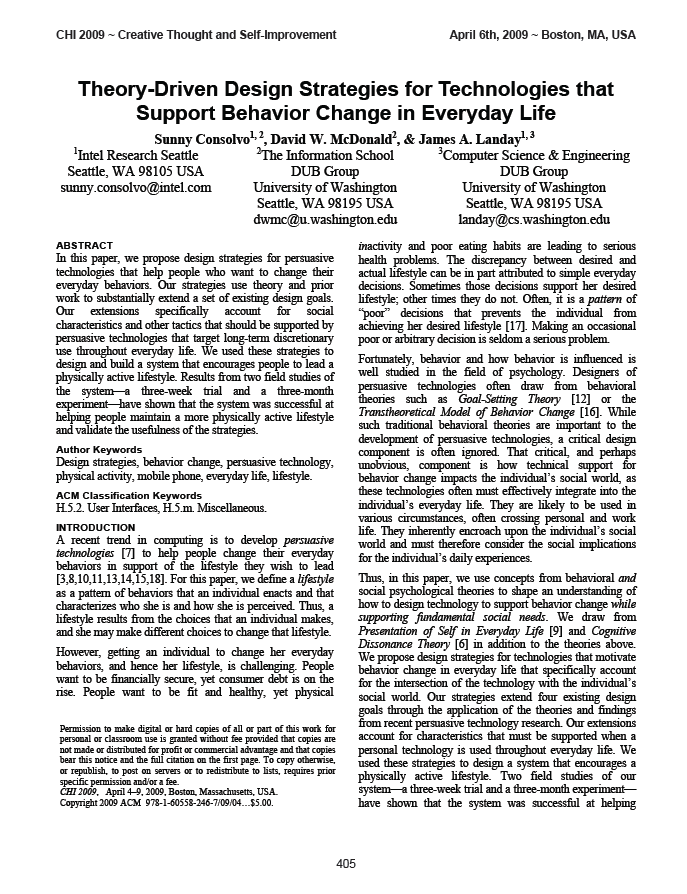 CHI 2009 ~ Creative Thought and Self-Improvement
April 6th, 2009 ~ Boston, MA, USA
Theory-Driven Design Strategies for Technologies that
Support Behavior Change in Everyday Life
Sunny Consolvo1, 2, David W. McDonald2, & James A. Landay1, 3
1Intel Research Seattle
Seattle, WA 98105 USA
sunny.consolvo@intel.com
2The Information School
DUB Group
University of Washington
Seattle, WA 98195 USA
dwmc@u.washington.edu
3Computer Science & Engineering
DUB Group
University of Washington
Seattle, WA 98195 USA
landay@cs.washington.edu
ABSTRACT
In this paper, we propose design strategies for persuasive
technologies that help people who want to change their
everyday behaviors. Our strategies use theory and prior
work to substantially extend a set of existing design goals.
Our extensions specifically account for social
characteristics and other tactics that should be supported by
persuasive technologies that target long-term discretionary
use throughout everyday life. We used these strategies to
design and build a system that encourages people to lead a
physically active lifestyle. Results from two field studies of
the system—a three-week trial and a three-month
experiment—have shown that the system was successful at
helping people maintain a more physically active lifestyle
and validate the usefulness of the strategies.
Author Keywords
Design strategies, behavior change, persuasive technology,
physical activity, mobile phone, everyday life, lifestyle.
ACM Classification Keywords
H.5.2. User Interfaces, H.5.m. Miscellaneous.
INTRODUCTION
A recent trend in computing is to develop persuasive
technologies [7] to help people change their everyday
behaviors in support of the lifestyle they wish to lead
[3,8,10,11,13,14,15,18]. For this paper, we define a lifestyle
as a pattern of behaviors that an individual enacts and that
characterizes who she is and how she is perceived. Thus, a
lifestyle results from the choices that an individual makes,
and she may make different choices to change that lifestyle.
However, getting an individual to change her everyday
behaviors, and hence her lifestyle, is challenging. People
want to be financially secure, yet consumer debt is on the
rise. People want to be fit and healthy, yet physical
Permission to make digital or hard copies of all or part of this work for
personal or classroom use is granted without fee provided that copies are
not made or distributed for profit or commercial advantage and that copies
bear this notice and the full citation on the first page. To copy otherwise,
or republish, to post on servers or to redistribute to lists, requires prior
specific permission and/or a fee.
CHI 2009, April 4–9, 2009, Boston, Massachusetts, USA.
Copyright 2009 ACM 978-1-60558-246-7/09/04…$5.00.
inactivity and poor eating habits are leading to serious
health problems. The discrepancy between desired and
actual lifestyle can be in part attributed to simple everyday
decisions. Sometimes those decisions support her desired
lifestyle; other times they do not. Often, it is a pattern of
“poor” decisions that prevents the individual from
achieving her desired lifestyle [17]. Making an occasional
poor or arbitrary decision is seldom a serious problem.
Fortunately, behavior and how behavior is influenced is
well studied in the field of psychology. Designers of
persuasive technologies often draw from behavioral
theories such as Goal-Setting Theory [12] or the
Transtheoretical Model of Behavior Change [16]. While
such traditional behavioral theories are important to the
development of persuasive technologies, a critical design
component is often ignored. That critical, and perhaps
unobvious, component is how technical support for
behavior change impacts the individual’s social world, as
these technologies often must effectively integrate into the
individual’s everyday life. They are likely to be used in
various circumstances, often crossing personal and work
life. They inherently encroach upon the individual’s social
world and must therefore consider the social implications
for the individual’s daily experiences.
Thus, in this paper, we use concepts from behavioral and
social psychological theories to shape an understanding of
how to design technology to support behavior change while
supporting fundamental social needs. We draw from
Presentation of Self in Everyday Life [9] and Cognitive
Dissonance Theory [6] in addition to the theories above.
We propose design strategies for technologies that motivate
behavior change in everyday life that specifically account
for the intersection of the technology with the individual’s
social world. Our strategies extend four existing design
goals through the application of the theories and findings
from recent persuasive technology research. Our extensions
account for characteristics that must be supported when a
personal technology is used throughout everyday life. We
used these strategies to design a system that encourages a
physically active lifestyle. Two field studies of our
system—a three-week trial and a three-month experiment—
have shown that the system was successful at helping
405